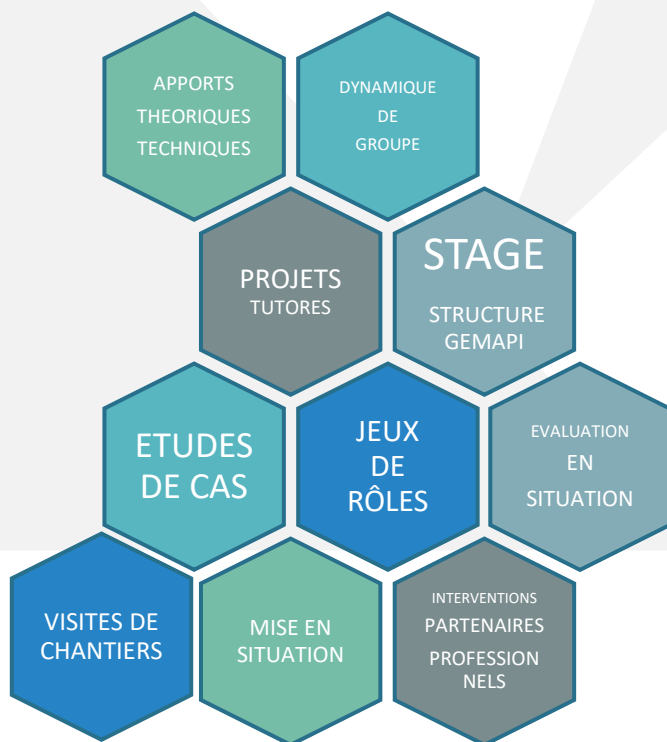 APPORTS
THEORIQUES
TECHNIQUES
DYNAMIQUE
DE
GROUPE
PROJETS
TUTORES
STAGE
STRUCTURE
GEMAPI
ETUDES
DE CAS
JEUX
DE
RÔLES
EVALUATION
EN
SITUATION
VISITES DE
CHANTIERS
MISE EN
SITUATION
INTERVENTIONS
PARTENAIRES
PROFESSION
NELS